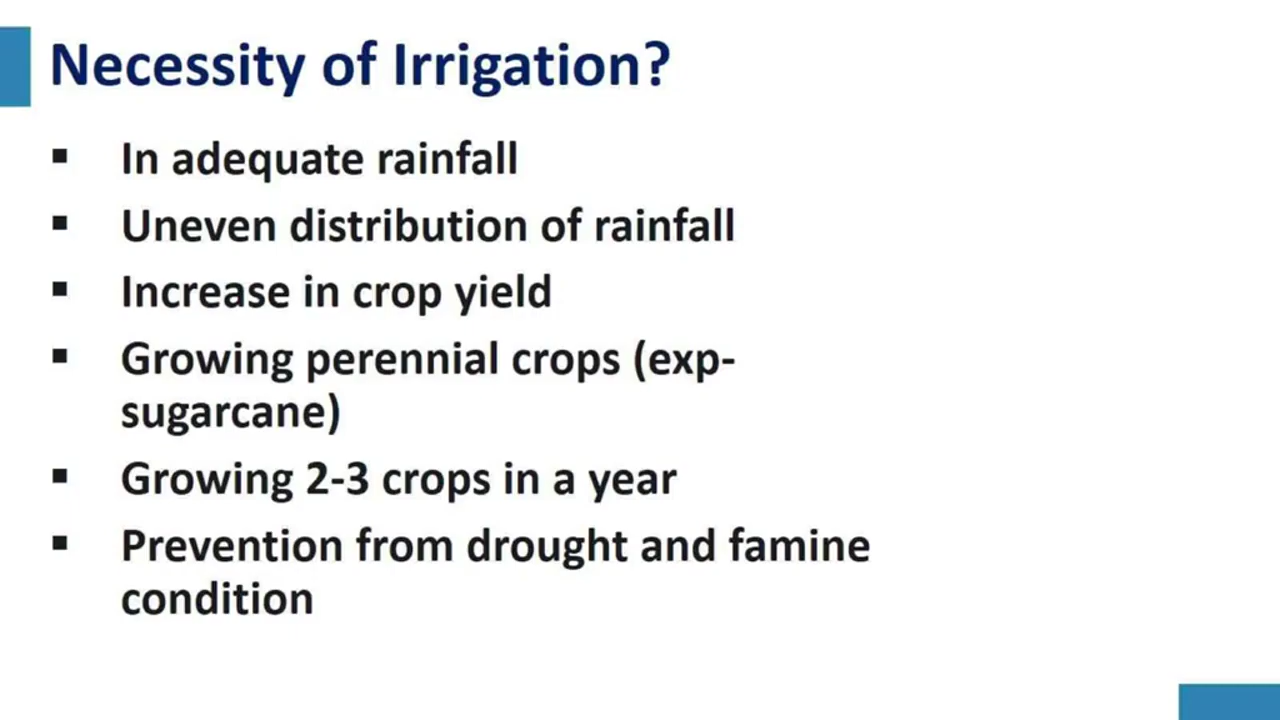 Necessity of Irrigation?
▪ In adequate rainfall
▪ Uneven distribution of rainfall
▪ Increase in crop yield
▪ Growing perennial crops (exp-
sugarcane)
▪ Growing 2-3 crops in a year
▪ Prevention from drought and famine
condition